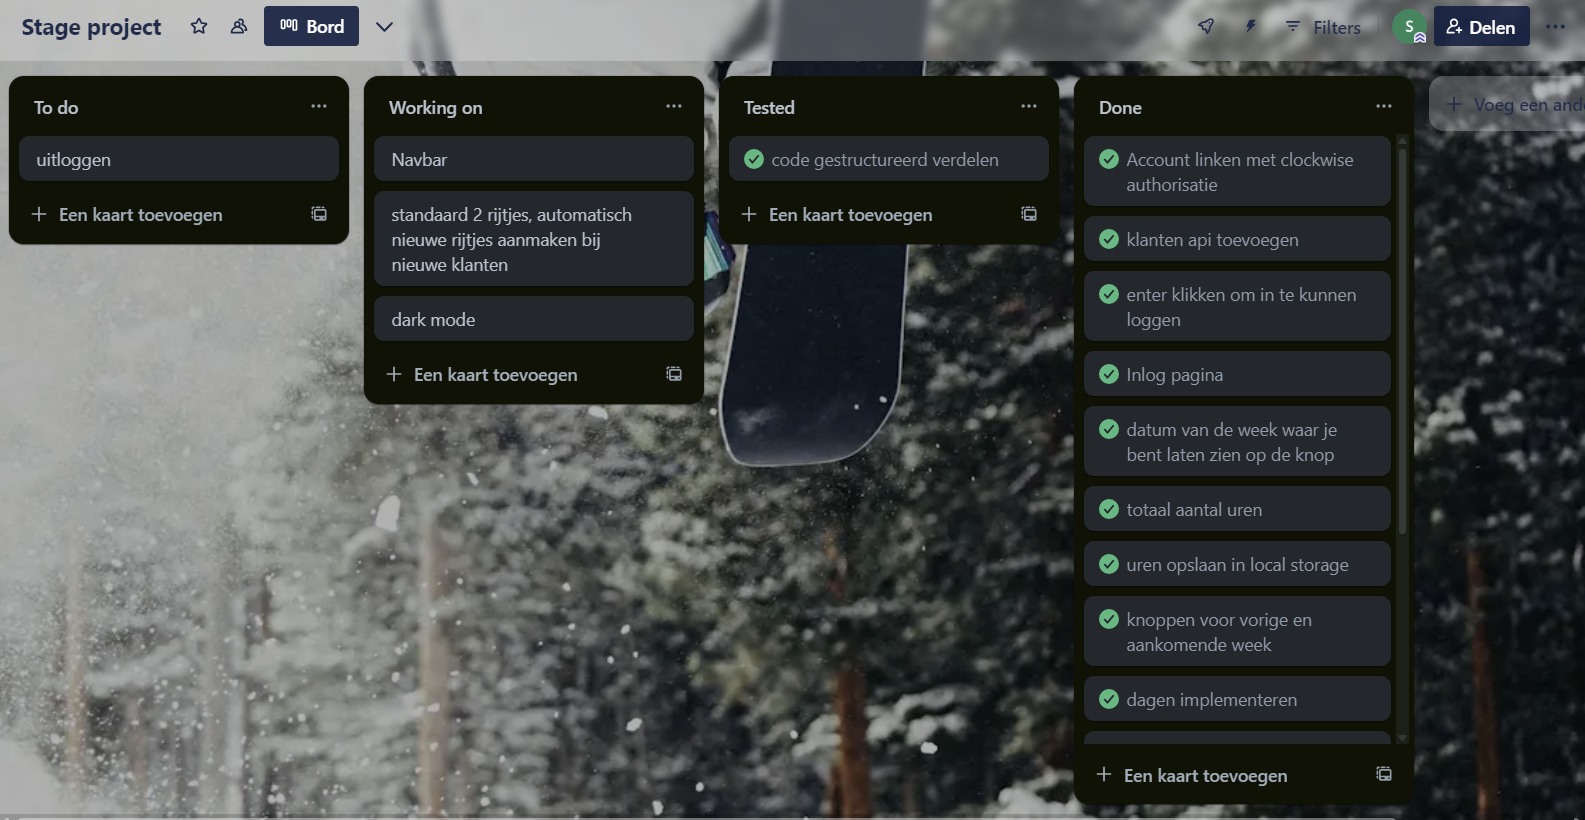 Stage project
Bord
Filters
S
Delen
To do
uitloggen
Een kaart toevoegen
Working on
Navbar
standaard 2 rijtjes, automatisch
nieuwe rijtjes aanmaken bij
nieuwe klanten
dark mode
Een kaart toevoegen
Tested
code gestructureerd verdelen
Een kaart toevoegen
Done
Account linken met clockwise
authorisatie
klanten api toevoegen
enter klikken om in te kunnen
loggen
Inlog pagina
datum van de week waar je
bent laten zien op de knop
totaal aantal uren
uren opslaan in local storage
knoppen voor vorige en
aankomende week
dagen implementeren
Een kaart toevoegen
Voeg een and